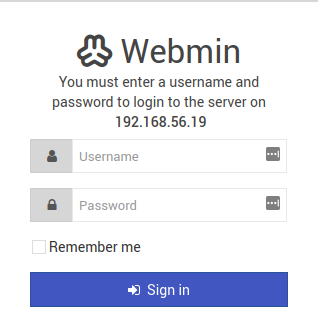 Webmin
You must enter a username and
password to login to the server on
192.168.56.19
Username
Password
Remember me
Sign in